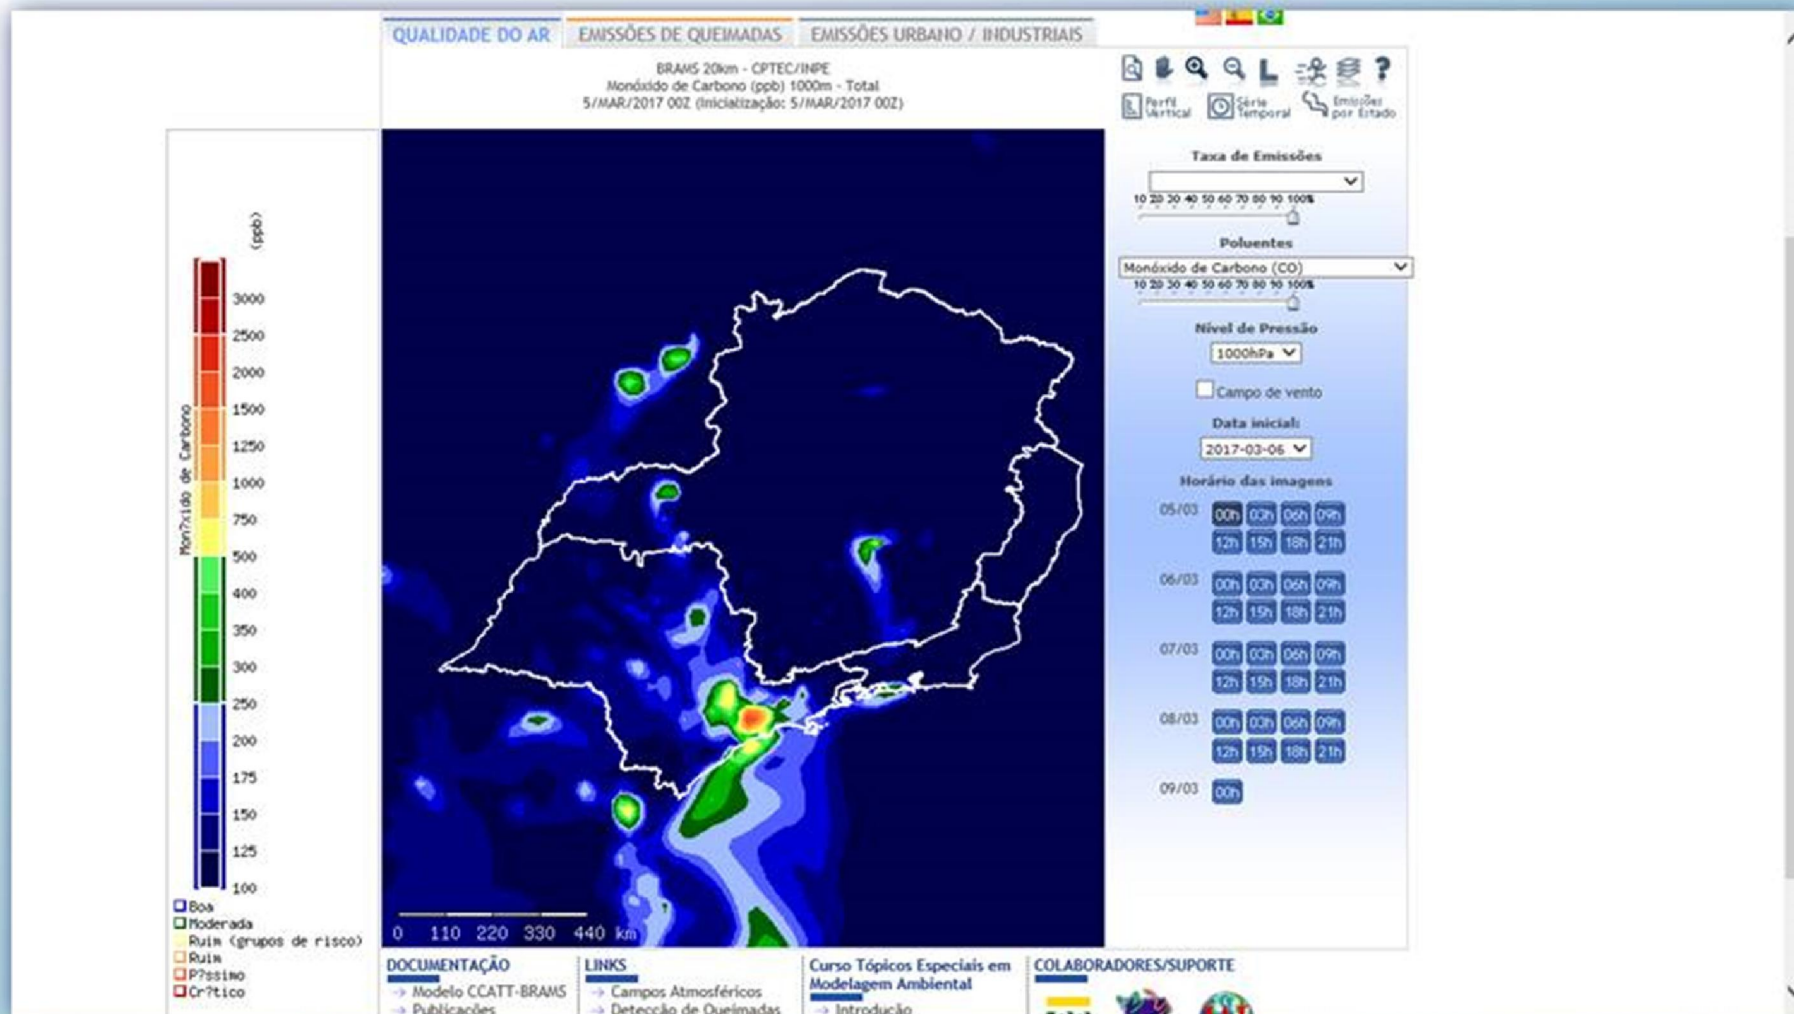 QUALIDADE DO AR
EMISSÕES DE QUEIMADAS
EMISSÕES URBANO / INDUSTRIAIS
BRAMS 20km - CPTEC/INPE
Monóxido de Carbono (ppb) 1000m - Total
5/MAR/2017 00Z (Inicialização: 5/MAR/2017 00Z)
Perfil Vertical
Série Temporal
Emissões por Estado
(ppb)
Mon?xido de Carbono
3000
2500
2000
1500
1250
1000
750
500
400
350
300
250
200
175
150
125
100
Boa
Moderada
Ruim (grupos de risco)
Ruim
P?ssimo
Cr?tico
0 110 220 330 440 km
Taxa de Emissões
10 20 30 40 50 60 70 80 90 100%
Poluentes
Monóxido de Carbono (CO)
10 20 30 40 50 60 70 80 90 100%
Nível de Pressão
1000hPa
Campo de vento
Data inicial:
2017-03-06
Horário das imagens
05/03 00h 03h 06h 09h
12h 15h 18h 21h
06/03 00h 03h 06h 09h
12h 15h 18h 21h
07/03 00h 03h 06h 09h
12h 15h 18h 21h
08/03 00h 03h 06h 09h
12h 15h 18h 21h
09/03 00h
DOCUMENTAÇÃO
Modelo CCATT-BRAMS
Publicações
LINKS
Campos Atmosféricos
Detecção de Queimadas
Curso Tópicos Especiais em
Modelagem Ambiental
Introdução
COLABORADORES/SUPORTE